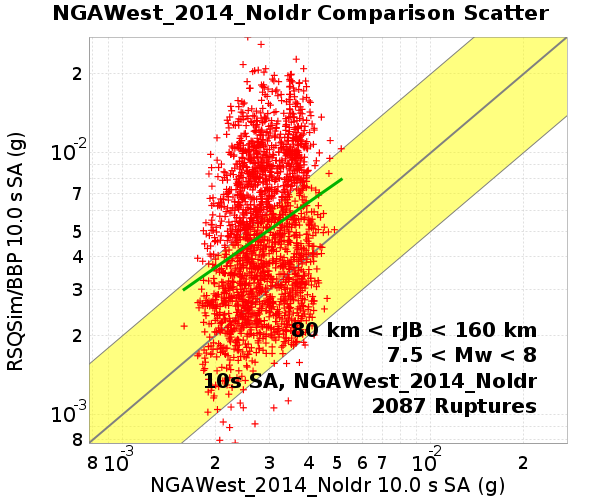 NGAWest_2014_NoIdr Comparison Scatter
RSQSim/BBP 10.0 s SA (g)
2
10-2
7
5
4
3
2
10-3
8
80 km < rJB < 160 km
7.5 < Mw < 8
10s SA, NGAWest_2014_NoIdr
2087 Ruptures
8 10-3 2 3 4 5 6 7 10-2 2
NGAWest_2014_NoIdr 10.0 s SA (g)